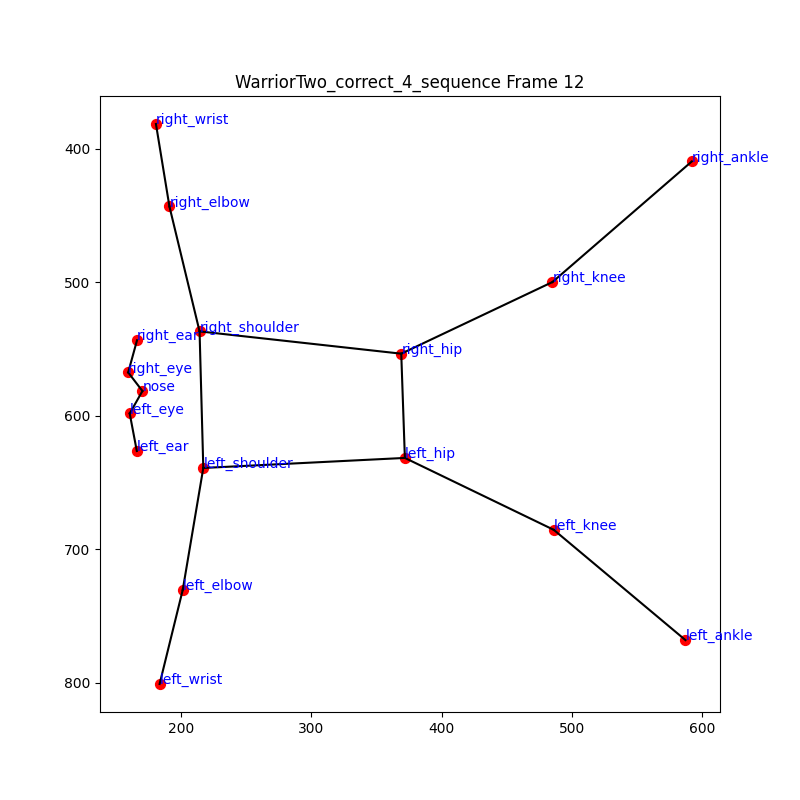 WarriorTwo_correct_4_sequence Frame 12
right_wrist
400
right_ankle
right_elbow
500
right_knee
right_shoulder
right_ear
right_hip
right_eye
nose
600
left_eye
left_ear
left_hip
left_shoulder
left_knee
700
left_elbow
left_ankle
left_wrist
800
200 300 400 500 600